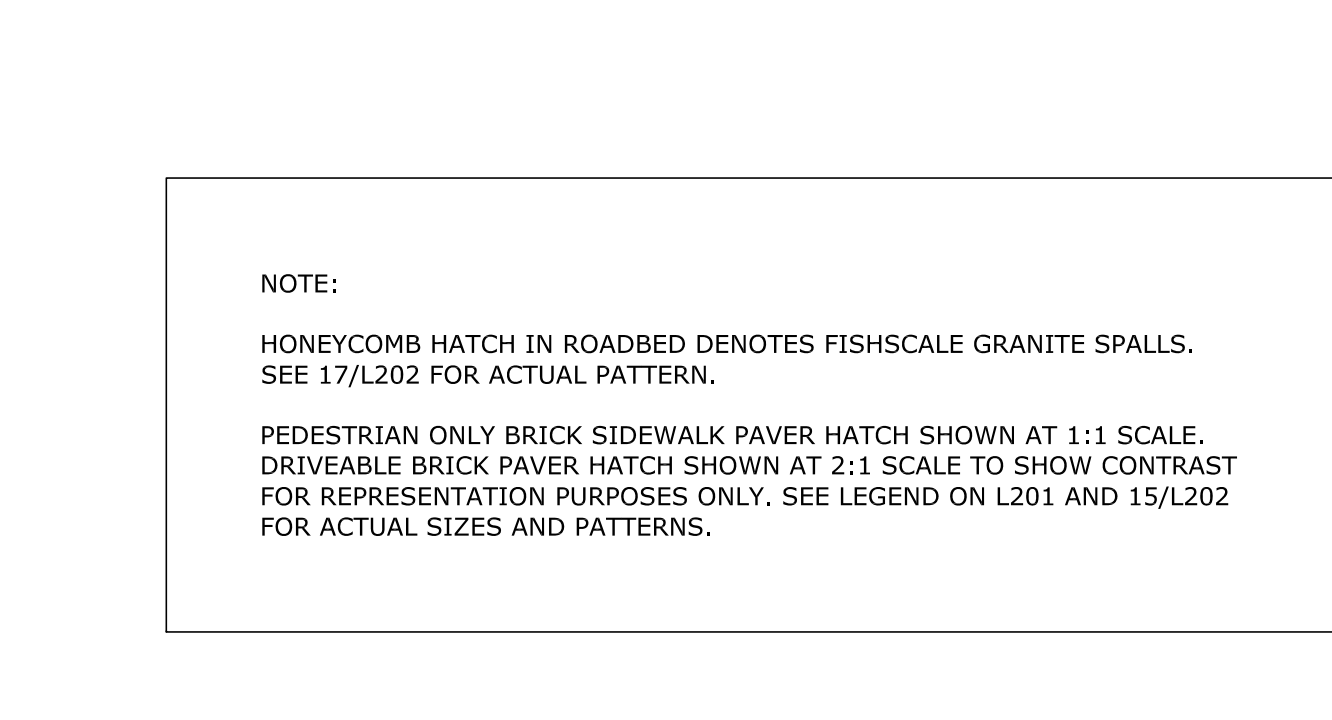 NOTE:
HONEYCOMB HATCH IN ROADBED DENOTES FISHSCALE GRANITE SPALLS.
SEE 17/L202 FOR ACTUAL PATTERN.
PEDESTRIAN ONLY BRICK SIDEWALK PAVER HATCH SHOWN AT 1:1 SCALE.
DRIVEABLE BRICK PAVER HATCH SHOWN AT 2:1 SCALE TO SHOW CONTRAST
FOR REPRESENTATION PURPOSES ONLY. SEE LEGEND ON L201 AND 15/L202
FOR ACTUAL SIZES AND PATTERNS.